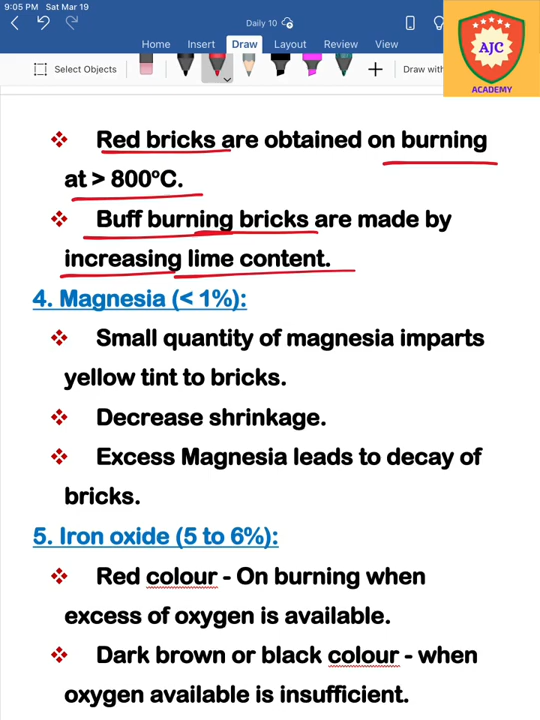 9:05 PM Sat Mar 19
Daily 10
Home Insert Draw Layout Review View
Select Objects Draw with
AJC
ACADEMY
Red bricks are obtained on burning
at > 800°C.
Buff burning bricks are made by
increasing lime content.
4. Magnesia (< 1%):
Small quantity of magnesia imparts
yellow tint to bricks.
Decrease shrinkage.
Excess Magnesia leads to decay of
bricks.
5. Iron oxide (5 to 6%):
Red colour - On burning when
excess of oxygen is available.
Dark brown or black colour - when
oxygen available is insufficient.